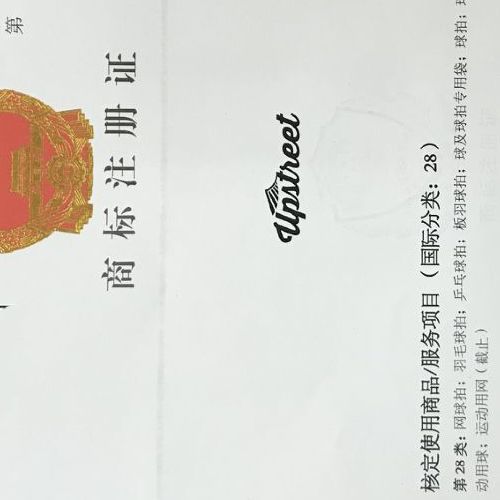 第
商标注册证
Upstreet
核定使用商品/服务项目（国际分类：28）
第 28 类：网球拍；羽毛球拍；乒乓球拍；板羽球拍；球及球拍专用袋；球拍；
动用球；运动用网（截止）